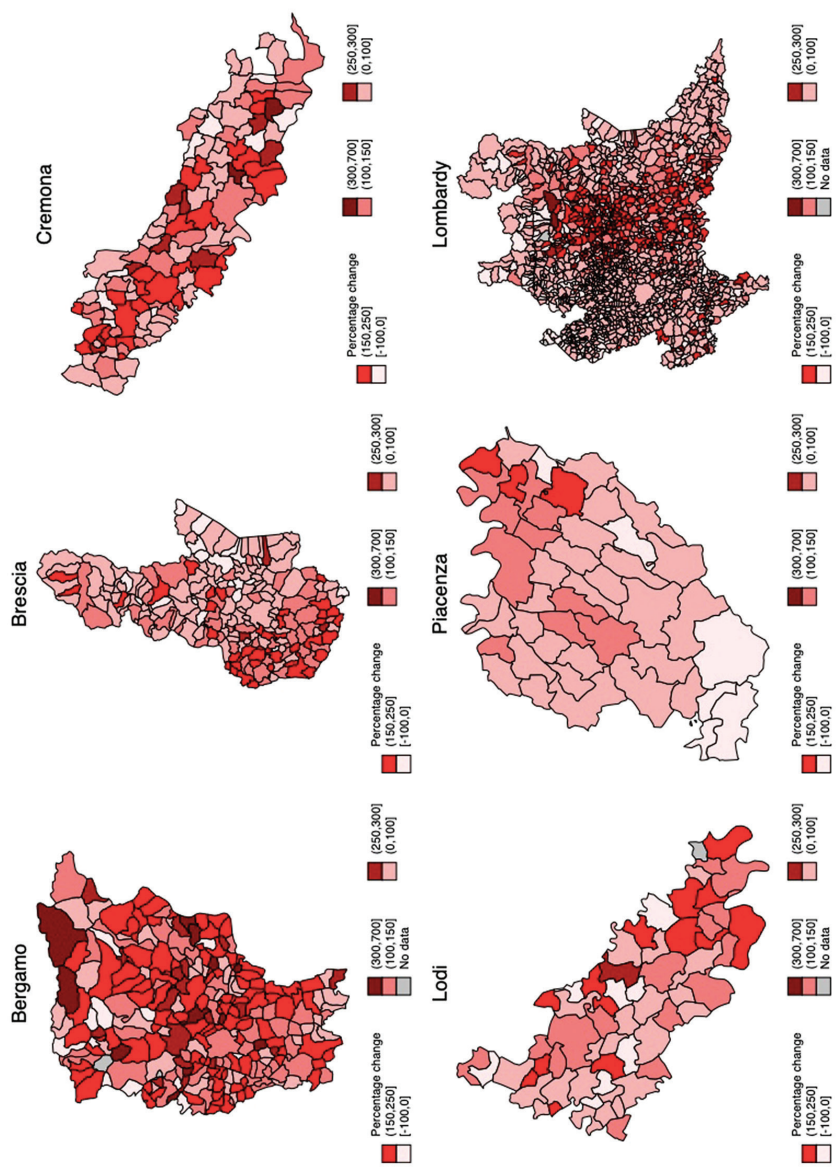 Bergamo
Percentage change (300,700] (250,300]
(150,250] (100,150] (0,100]
[-100,0] No data
Brescia
Percentage change (300,700] (250,300]
(150,250] (100,150] (0,100]
[-100,0]
Cremona
Percentage change (300,700] (250,300]
(150,250] (100,150] (0,100]
[-100,0]
Lodi
Percentage change (300,700] (250,300]
(150,250] (100,150] (0,100]
[-100,0] No data
Piacenza
Percentage change (300,700] (250,300]
(150,250] (100,150] (0,100]
[-100,0]
Lombardy
Percentage change (300,700] (250,300]
(150,250] (100,150] (0,100]
[-100,0] No data